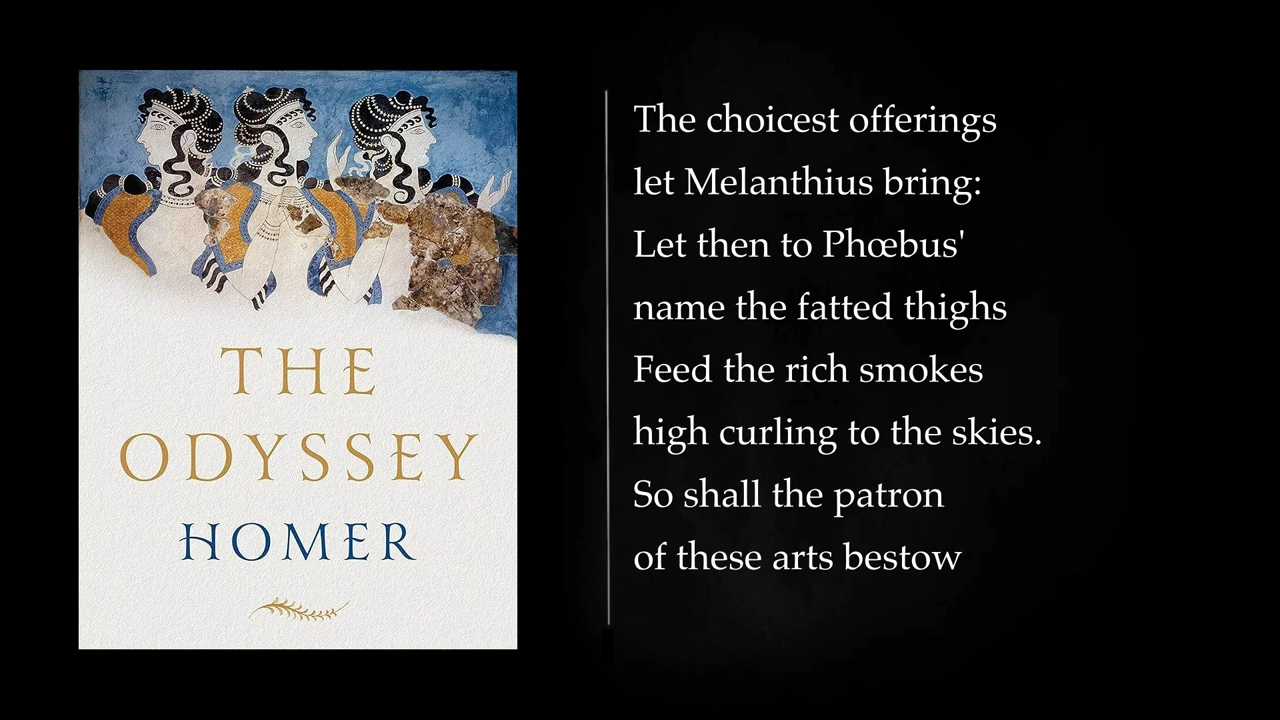 THE
ODYSSEY
HOMER
The choicest offerings
let Melanthius bring:
Let then to Phœbus'
name the fatted thighs
Feed the rich smokes
high curling to the skies.
So shall the patron
of these arts bestow